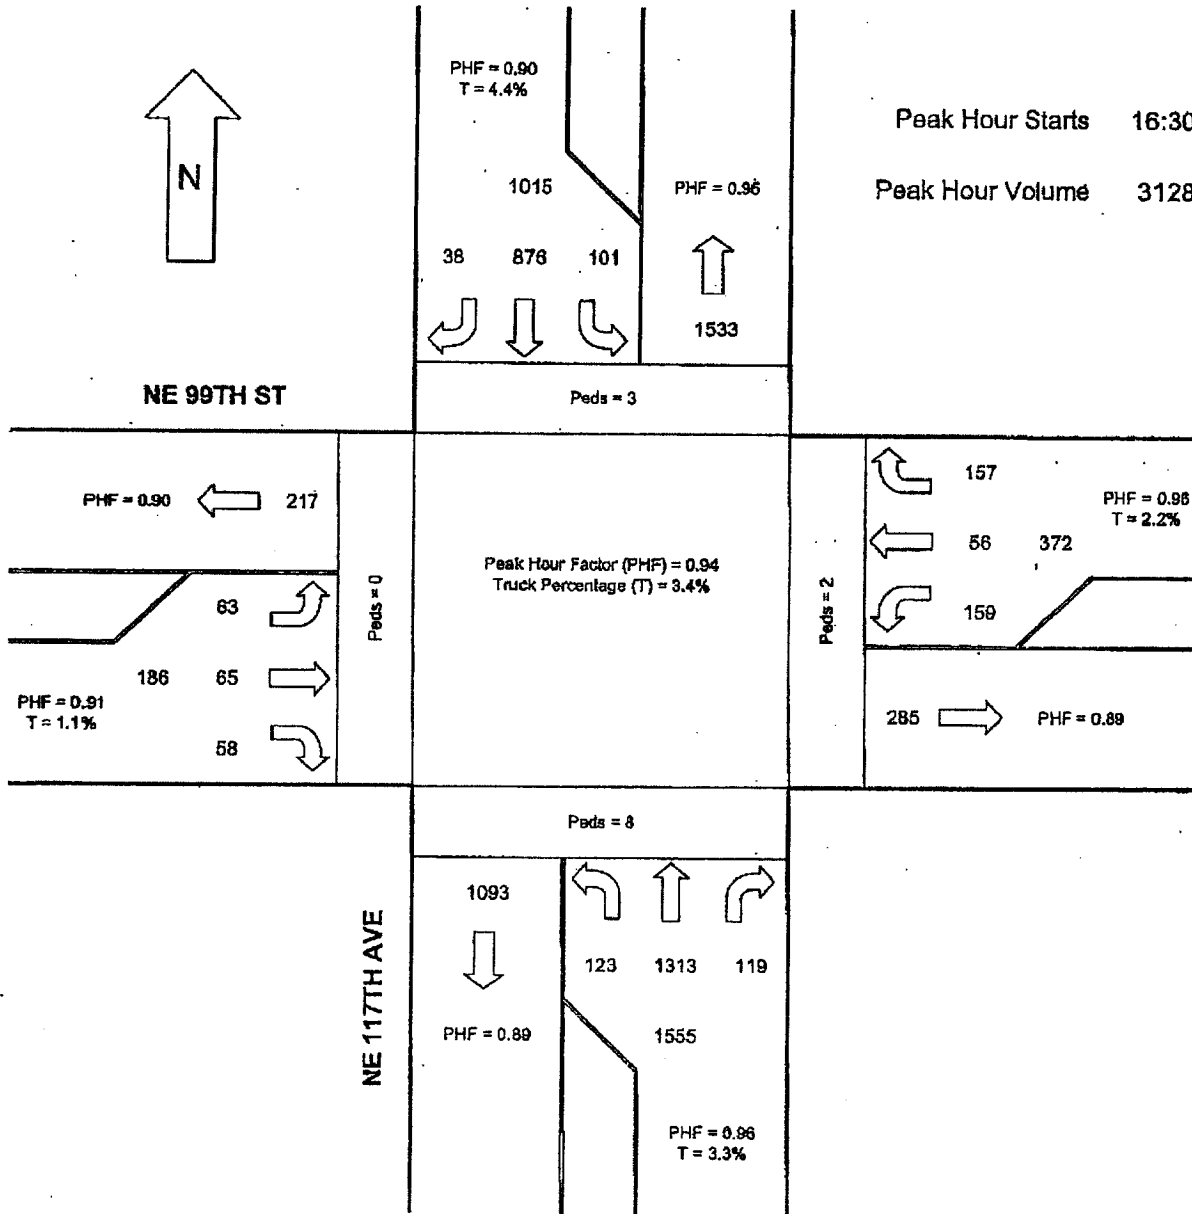 PHF = 0.90
T = 4.4%
Peak Hour Starts 16:30
N
1015
PHF = 0.96
Peak Hour Volume 3128
38 876 101
1533
NE 99TH ST
Peds = 3
157
PHF = 0.90
217
PHF = 0.96
T = 2.2%
56 372
Peak Hour Factor (PHF) = 0.94
Truck Percentage (T) = 3.4%
Peds = 0
Peds = 2
63
159
186 65
PHF = 0.91
T = 1.1%
285
PHF = 0.89
58
Peds = 8
1093
NE 117TH AVE
123 1313 119
PHF = 0.89
1555
PHF = 0.96
T = 3.3%